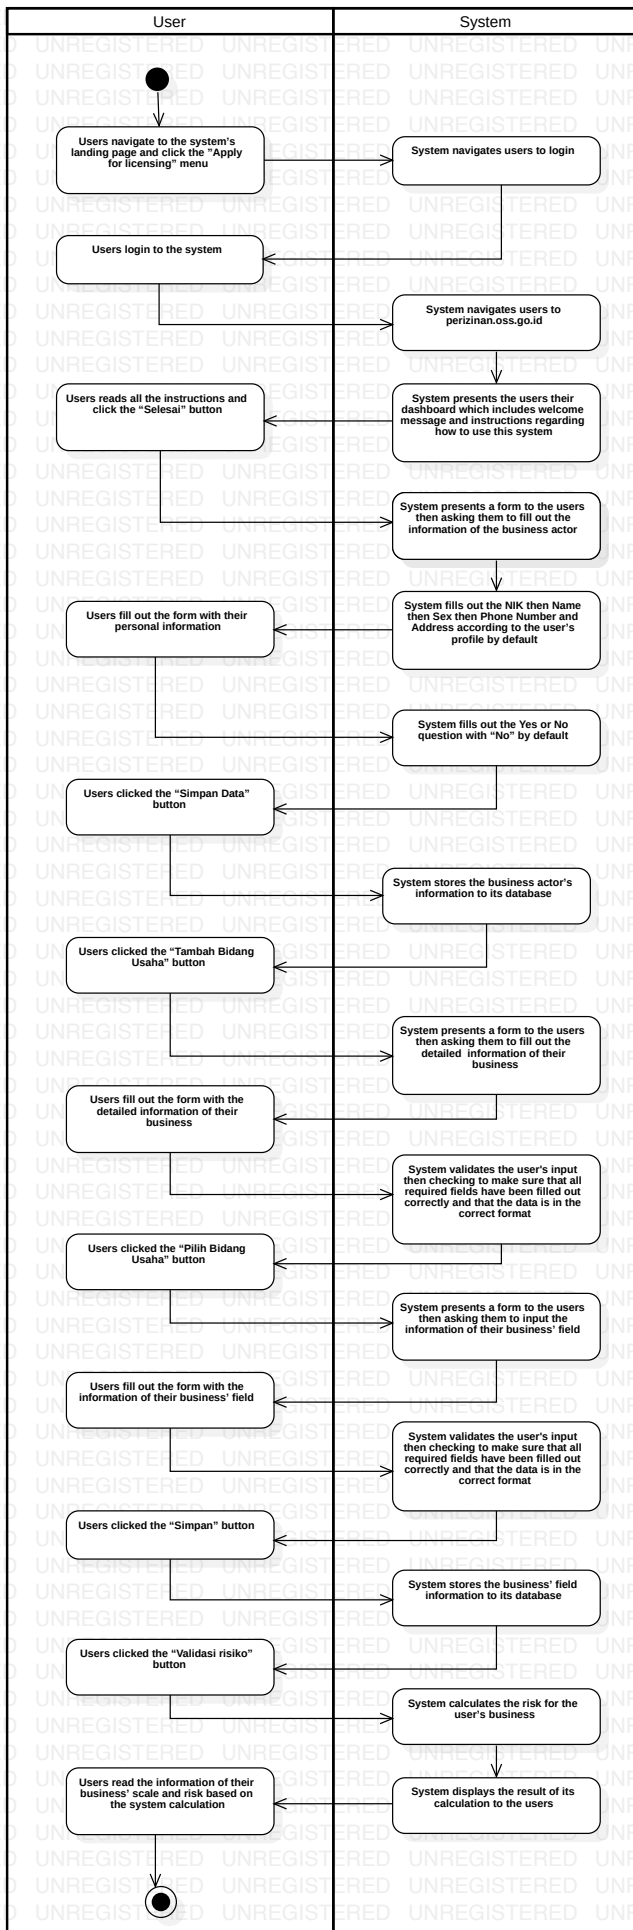 User
System
Users navigate to the system's
landing page and click the ”Apply
for licensing” menu
System navigates users to login
Users login to the system
System navigates users to
perizinan.oss.go.id
Users reads all the instructions and
click the “Selesai” button
System presents the users their
dashboard which includes welcome
message and instructions regarding
how to use this system
System presents a form to the users
then asking them to fill out the
information of the business actor
System fills out the NIK then Name
then Sex then Phone Number and
Address according to the user's
profile by default
Users fill out the form with their
personal information
System fills out the Yes or No
question with “No” by default
Users clicked the “Simpan Data”
button
System stores the business actor's
information to its database
Users clicked the “Tambah Bidang
Usaha” button
System presents a form to the users
then asking them to fill out the
detailed information of their
business
Users fill out the form with the
detailed information of their
business
System validates the user's input
then checking to make sure that all
required fields have been filled out
correctly and that the data is in the
correct format
Users clicked the “Pilih Bidang
Usaha” button
System presents a form to the users
then asking them to input the
information of their business’ field
Users fill out the form with the
information of their business’ field
System validates the user's input
then checking to make sure that all
required fields have been filled out
correctly and that the data is in the
correct format
Users clicked the “Simpan” button
System stores the business’ field
information to its database
Users clicked the “Validasi risiko”
button
System calculates the risk for the
user's business
System displays the result of its
calculation to the users
Users read the information of their
business’ scale and risk based on
the system calculation
UNREGISTERED